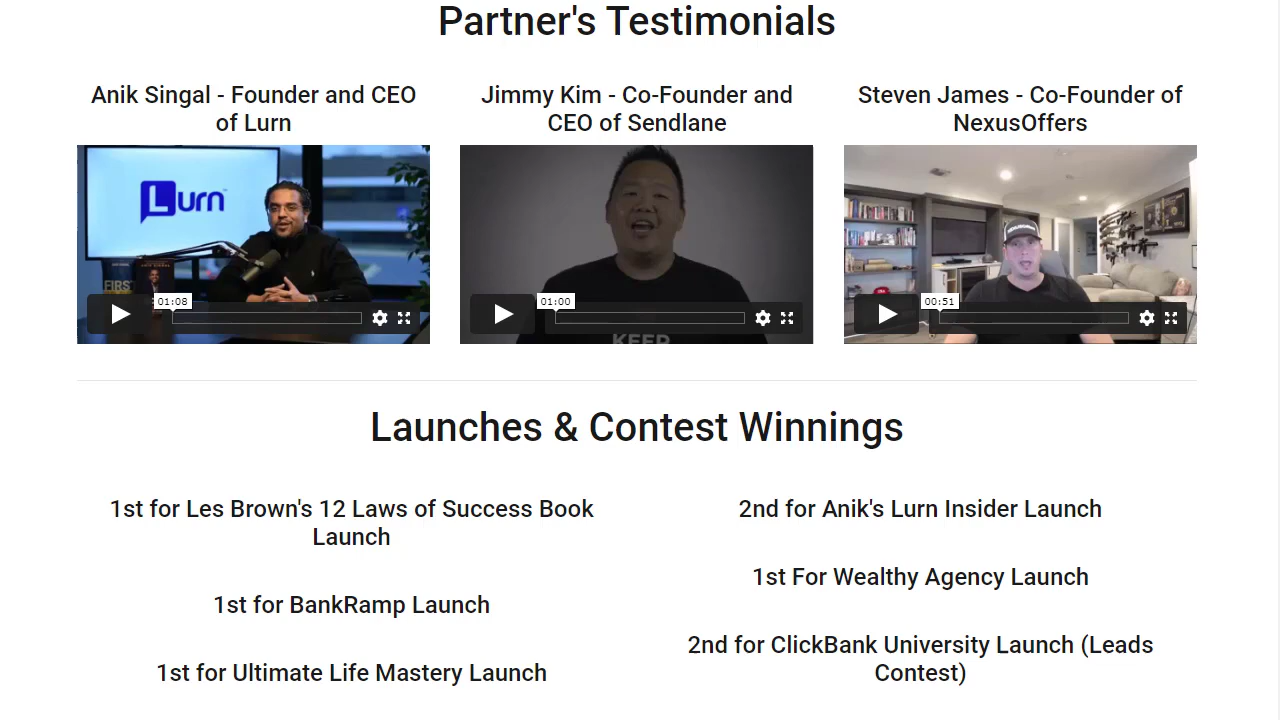 Partner's Testimonials
Anik Singal - Founder and CEO
of Lurn
Jimmy Kim - Co-Founder and
CEO of Sendlane
Steven James - Co-Founder of
NexusOffers
Lurn
FIRST
01:08
KEEP
01:00
00:51
Launches & Contest Winnings
1st for Les Brown's 12 Laws of Success Book
Launch
1st for BankRamp Launch
1st for Ultimate Life Mastery Launch
2nd for Anik's Lurn Insider Launch
1st For Wealthy Agency Launch
2nd for ClickBank University Launch (Leads
Contest)